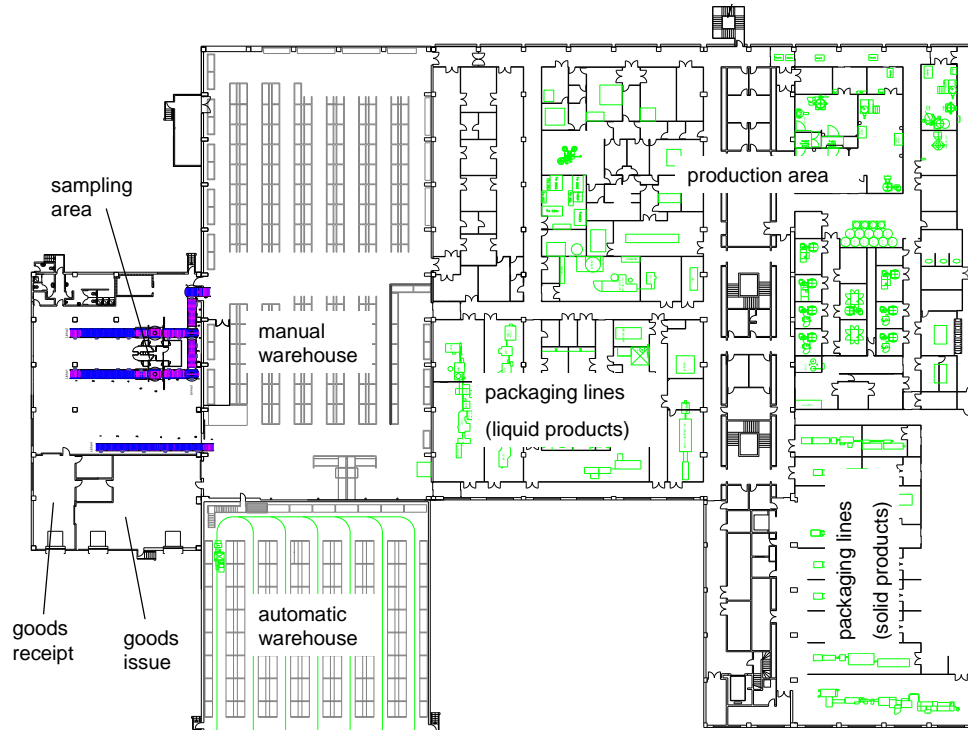 production area
sampling
area
manual
warehouse
packaging lines
(liquid products)
packaging lines
(solid products)
automatic
warehouse
goods
receipt
goods
issue